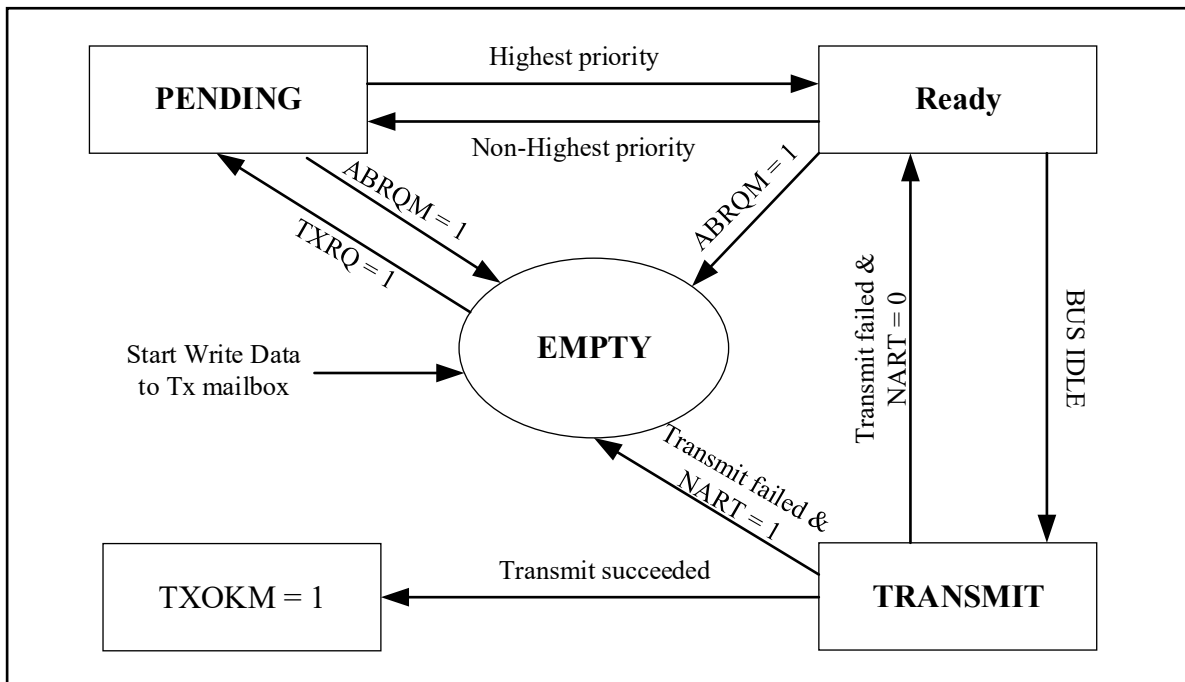 Highest priority
PENDING
Ready
Non-Highest priority
ABRQM = 1
TXRQ = 1
ABRQM = 1
Transmit failed &
NART = 0
BUS IDLE
EMPTY
Start Write Data
to Tx mailbox
Transmit failed &
NART = 1
Transmit succeeded
TXOKM = 1
TRANSMIT